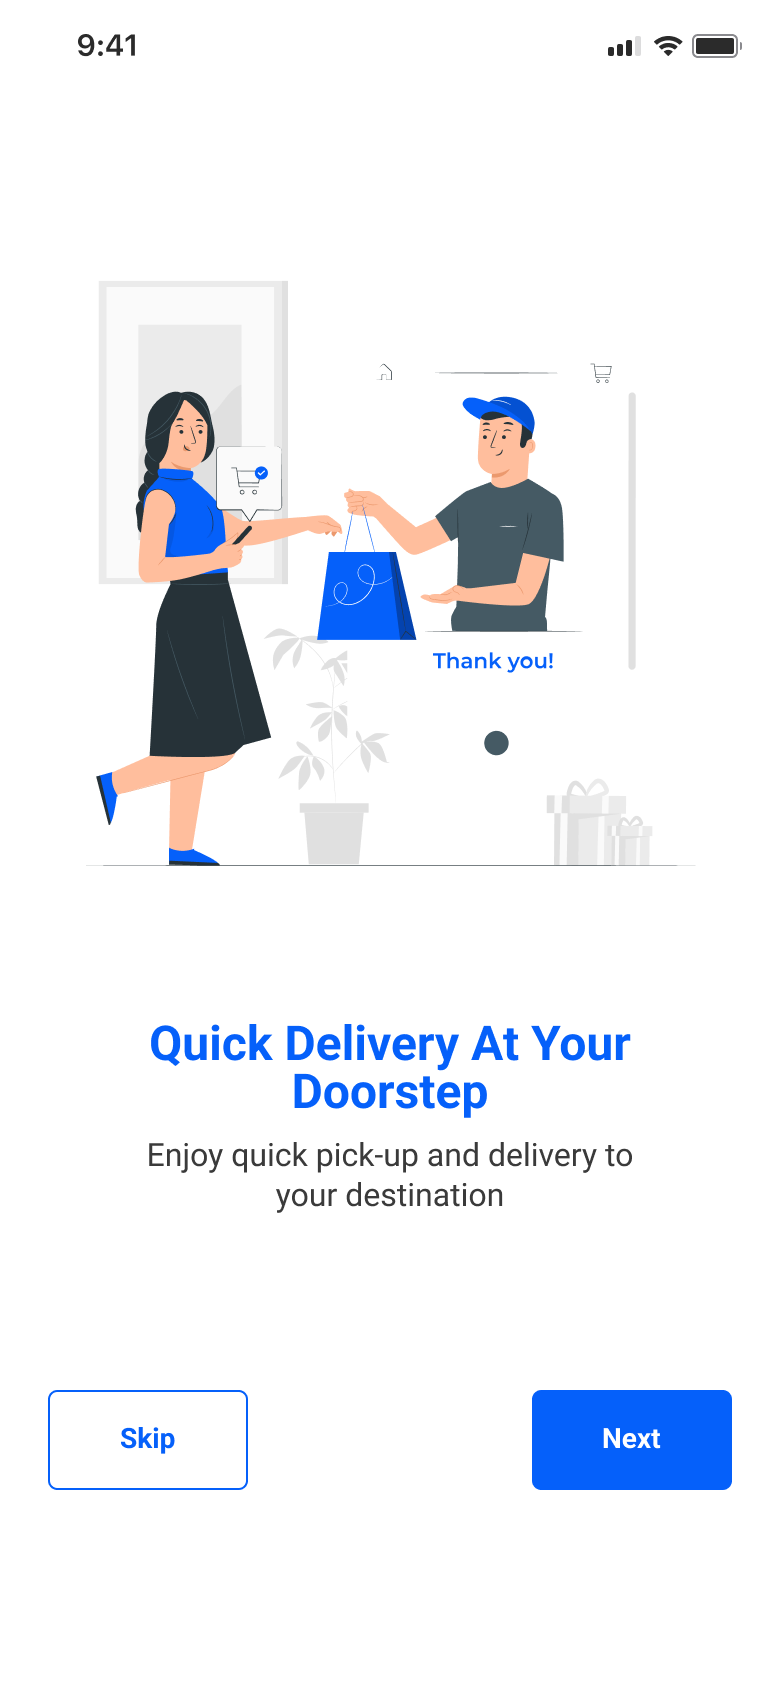 9:41
Thank you!
Quick Delivery At Your
Doorstep
Enjoy quick pick-up and delivery to
your destination
Skip
Next